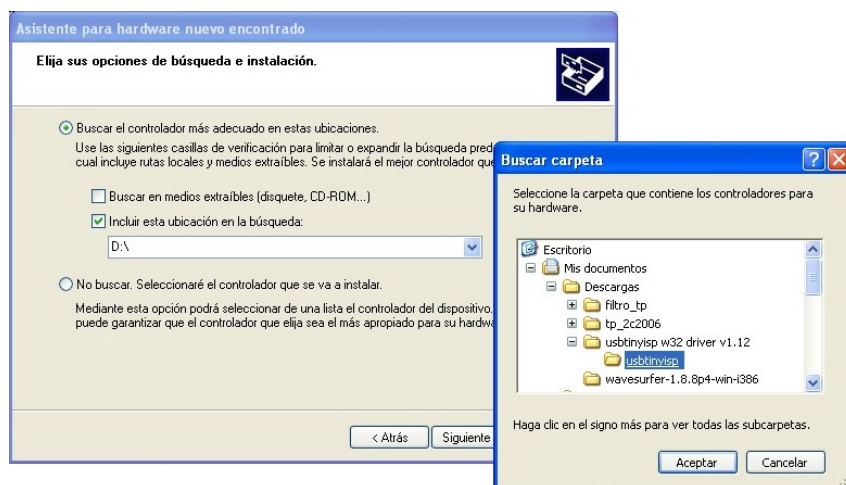 Asistente para hardware nuevo encontrado
Elija sus opciones de búsqueda e instalación.
Buscar el controlador más adecuado en estas ubicaciones.
Use las siguientes casillas de verificación para limitar o expandir la búsqueda pred
cual incluye rutas locales y medios extraíbles. Se instalará el mejor controlador que
Buscar en medios extraíbles (disquete, CD-ROM...)
Incluir esta ubicación en la búsqueda:
D:\
No buscar. Seleccionaré el controlador que se va a instalar.
Mediante esta opción podrá seleccionar de una lista el controlador del dispositivo.
puede garantizar que el controlador que elija sea el más apropiado para su hardwa
< Atrás
Siguiente
Buscar carpeta
Seleccione la carpeta que contiene los controladores para
su hardware.
Escritorio
Mis documentos
Descargas
filtro_tp
tp_2c2006
usbtinyisp w32 driver v1.12
usbtinyisp
wavesurfer-1.8.8p4-win-i386
Haga clic en el signo más para ver todas las subcarpetas.
Aceptar
Cancelar